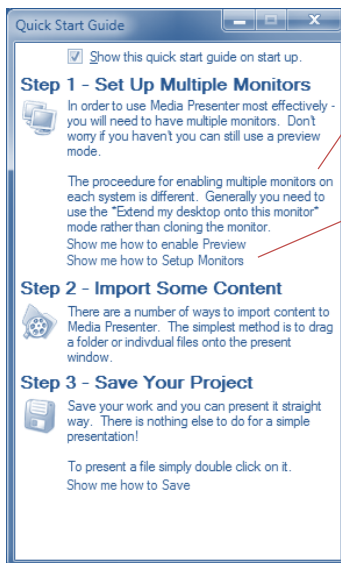 Quick Start Guide
Show this quick start guide on start up.
Step 1 - Set Up Multiple Monitors
In order to use Media Presenter most effectively -
you will need to have multiple monitors. Don't
worry if you haven't you can still use a preview
mode.
The proceedure for enabling multiple monitors on
each system is different. Generally you need to
use the "Extend my desktop onto this monitor"
mode rather than cloning the monitor.
Show me how to enable Preview
Show me how to Setup Monitors
Step 2 - Import Some Content
There are a number of ways to import content to
Media Presenter. The simplest method is to drag
a folder or indivdual files onto the present
window.
Step 3 - Save Your Project
Save your work and you can present it straight
way. There is nothing else to do for a simple
presentation!
To present a file simply double click on it.
Show me how to Save